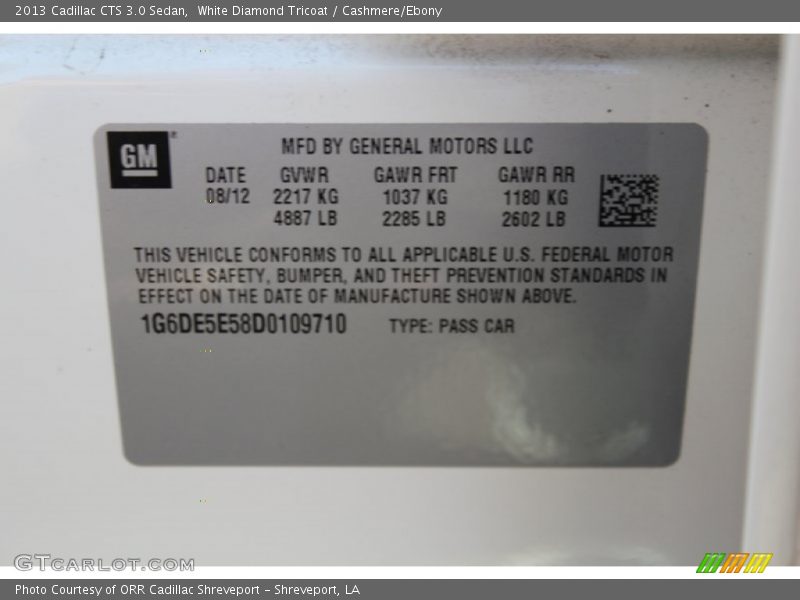 2013 Cadillac CTS 3.0 Sedan,  White Diamond Tricoat / Cashmere/Ebony
GM
MFD BY GENERAL MOTORS LLC
DATE GVWR GAWR FRT GAWR RR
08/12 2217 KG 1037 KG 1180 KG
4887 LB 2285 LB 2602 LB
THIS VEHICLE CONFORMS TO ALL APPLICABLE U.S. FEDERAL MOTOR
VEHICLE SAFETY, BUMPER, AND THEFT PREVENTION STANDARDS IN
EFFECT ON THE DATE OF MANUFACTURE SHOWN ABOVE.
1G6DE5E58D0109710 TYPE: PASS CAR
GTCARLOT.COM
Photo Courtesy of ORR Cadillac Shreveport - Shreveport, LA